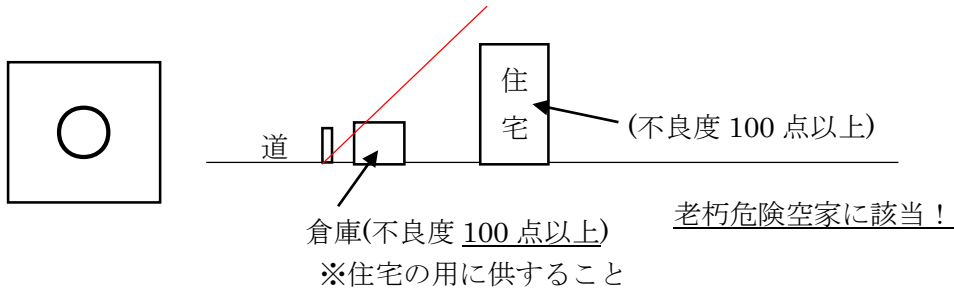 住
宅
(不良度 100 点以上)
道
倉庫(不良度 100 点以上)
※住宅の用に供すること
老朽危険空家に該当！